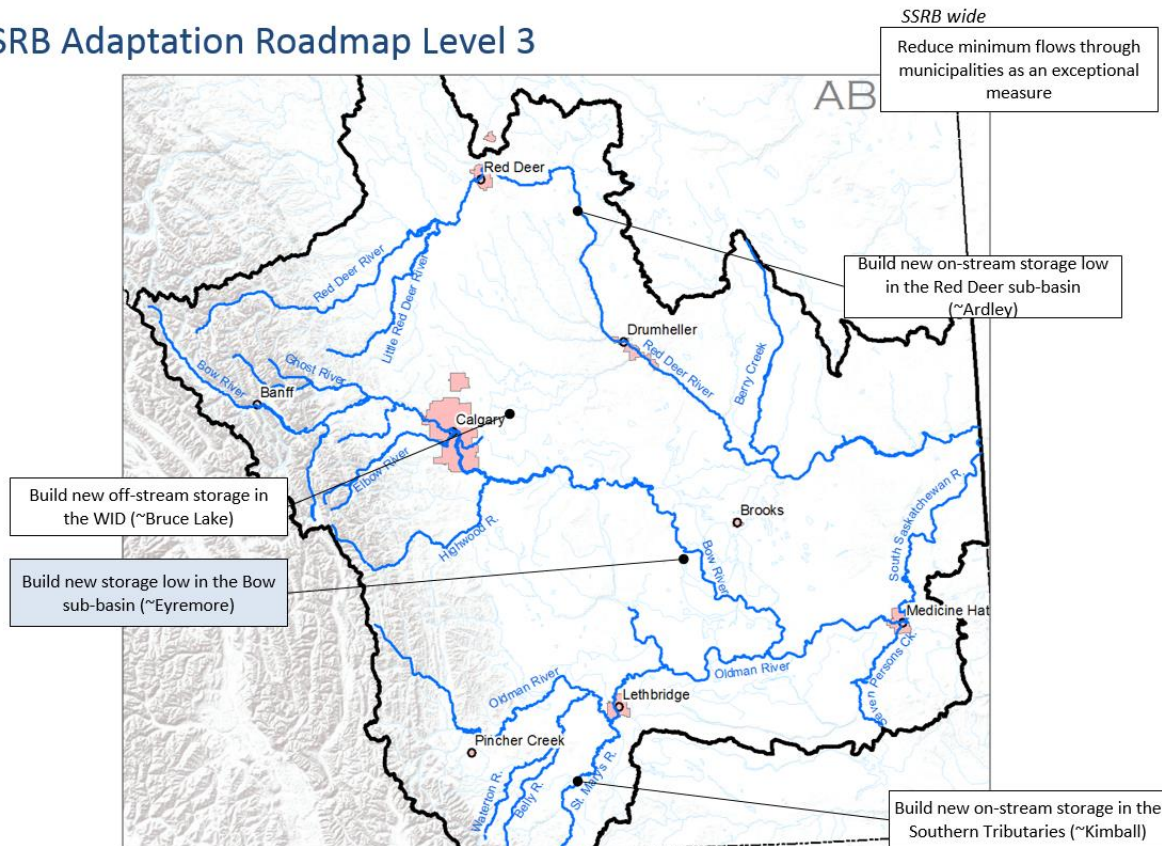 SRB Adaptation Roadmap Level 3
SSRB wide
Reduce minimum flows through
municipalities as an exceptional
measure
AB
Red Deer
Build new on-stream storage low
in the Red Deer sub-basin
(~Ardley)
Red Deer River
Little Red Deer River
Drumheller
Red Deer River
Berry Creek
Ghost River
Bow River
Banff
Calgary
Elbow River
Build new off-stream storage in
the WID (~Bruce Lake)
Highwood R.
Brooks
South Saskatchewan R.
Build new storage low in the Bow
sub-basin (~Eyremore)
Bow River
Medicine Hat
Oldman River
Seven Persons Ck.
Oldman River
Lethbridge
Pincher Creek
Waterton R.
Belly R.
St. Marys R.
Build new on-stream storage in the
Southern Tributaries (~Kimball)